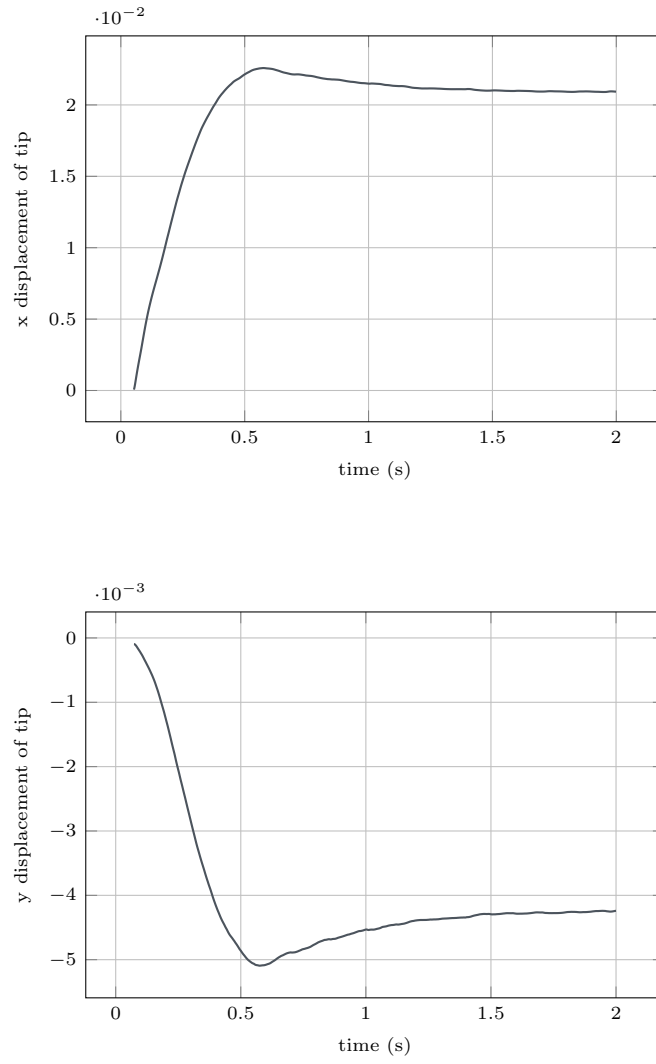 ·10⁻²
2
1.5
1
0.5
0
x displacement of tip
0 0.5 1 1.5 2
time (s)
·10⁻³
0
−1
−2
−3
−4
−5
y displacement of tip
0 0.5 1.0 1.5 2
time (s)